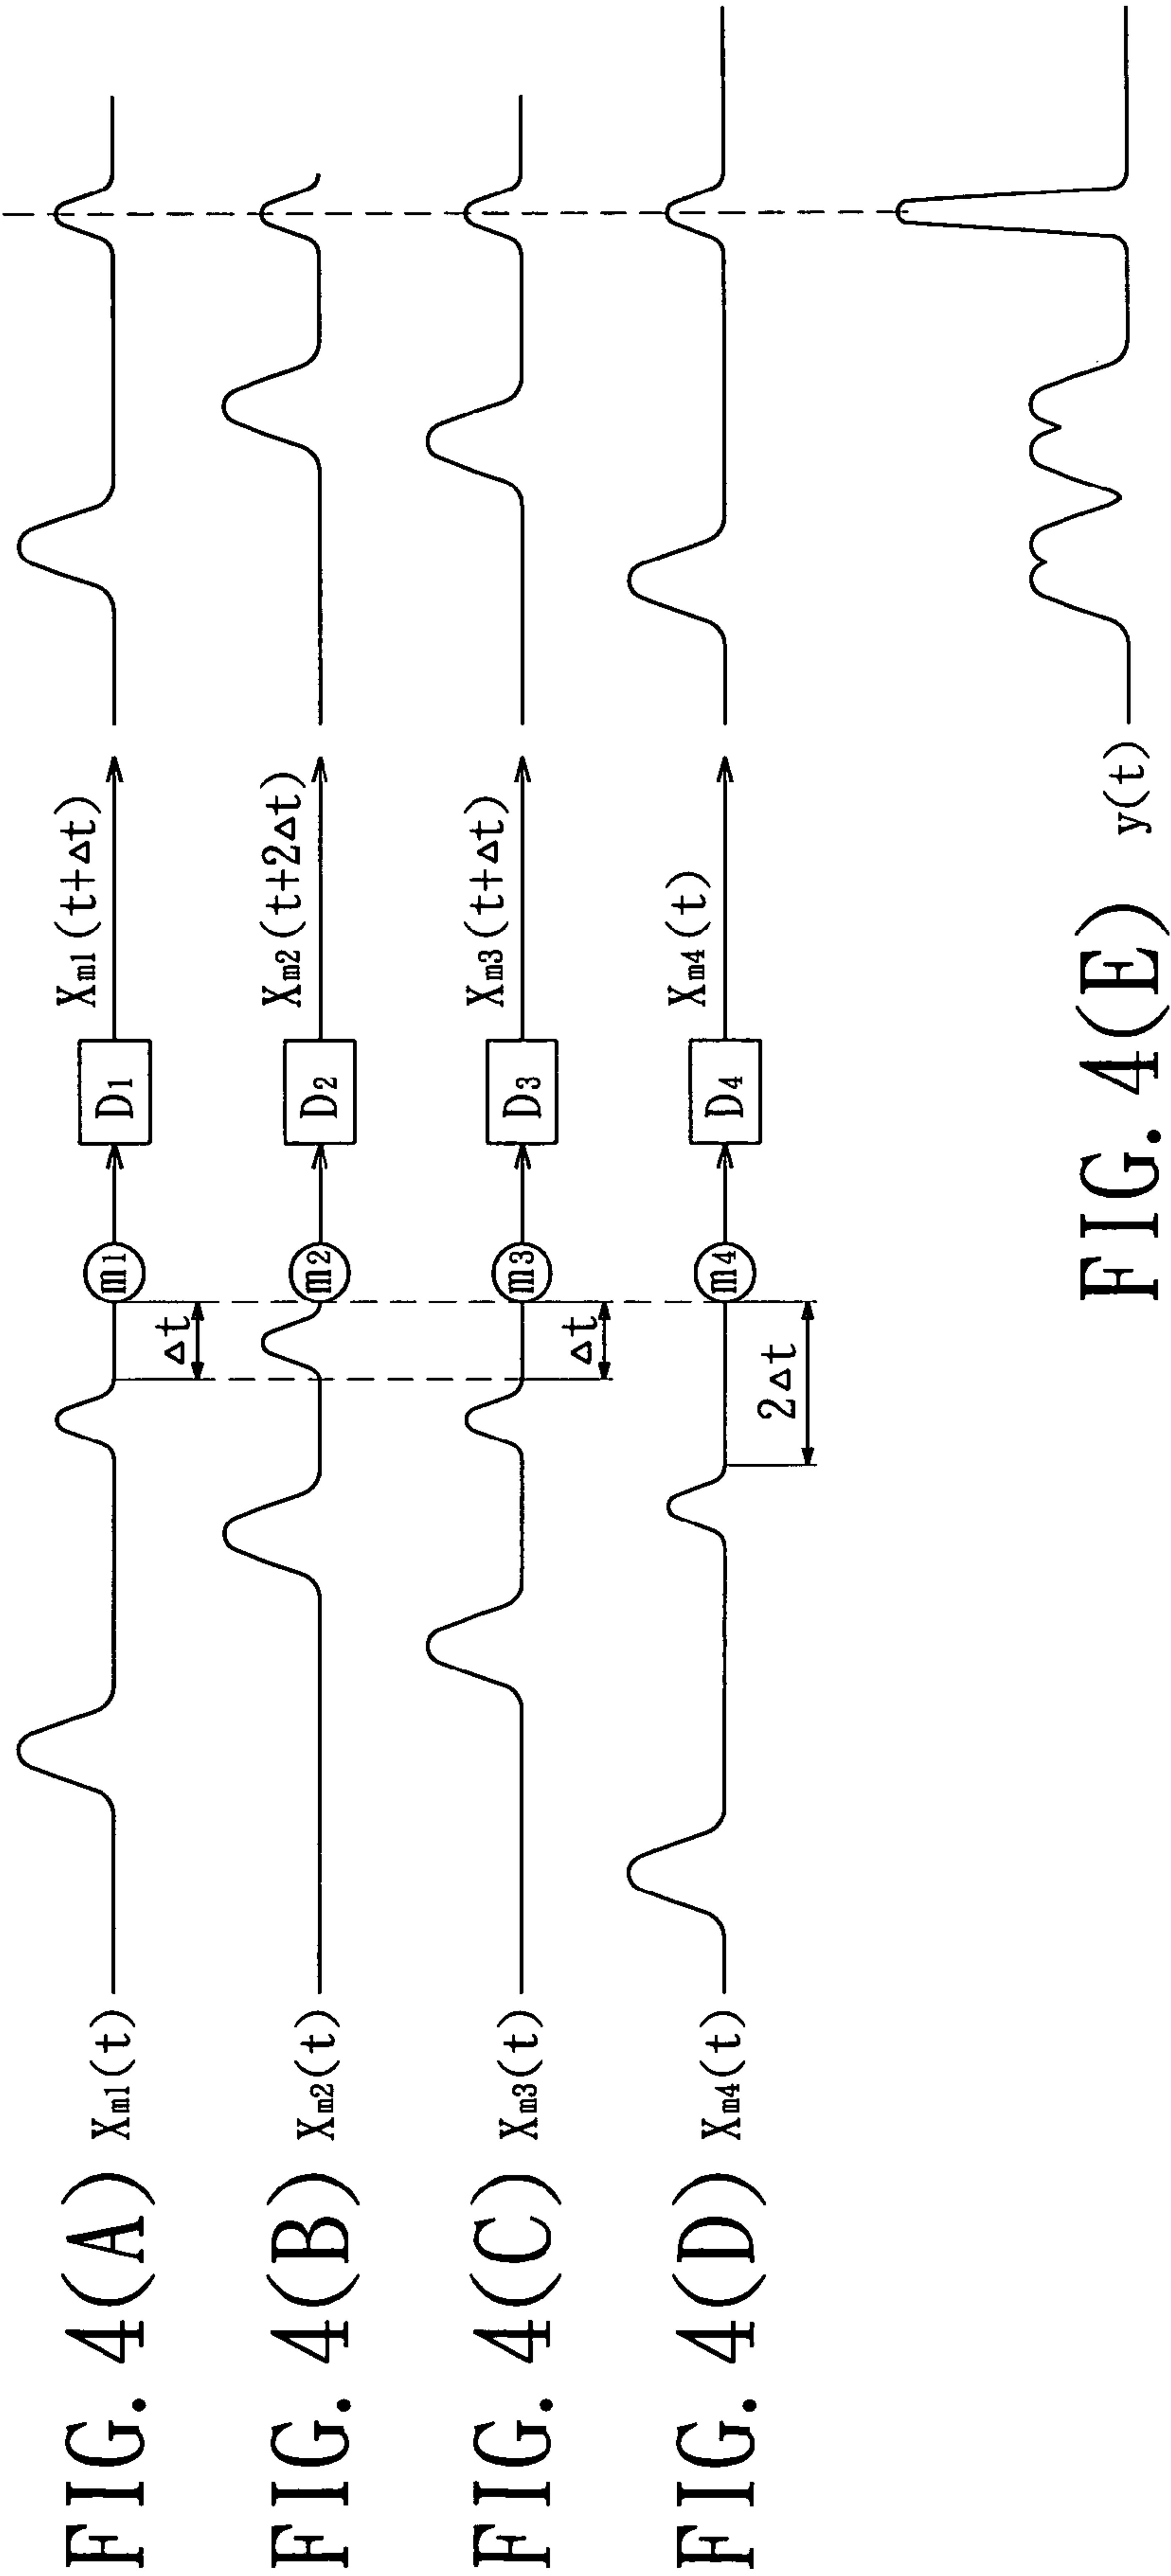 FIG. 4(A) Xm1(t) Δt m1 D1 Xm1(t+Δt)
FIG. 4(B) Xm2(t) m2 D2 Xm2(t+2Δt)
FIG. 4(C) Xm3(t) Δt m3 D3 Xm3(t+Δt)
FIG. 4(D) Xm4(t) 2Δt m4 D4 Xm4(t)
FIG. 4(E) y(t)